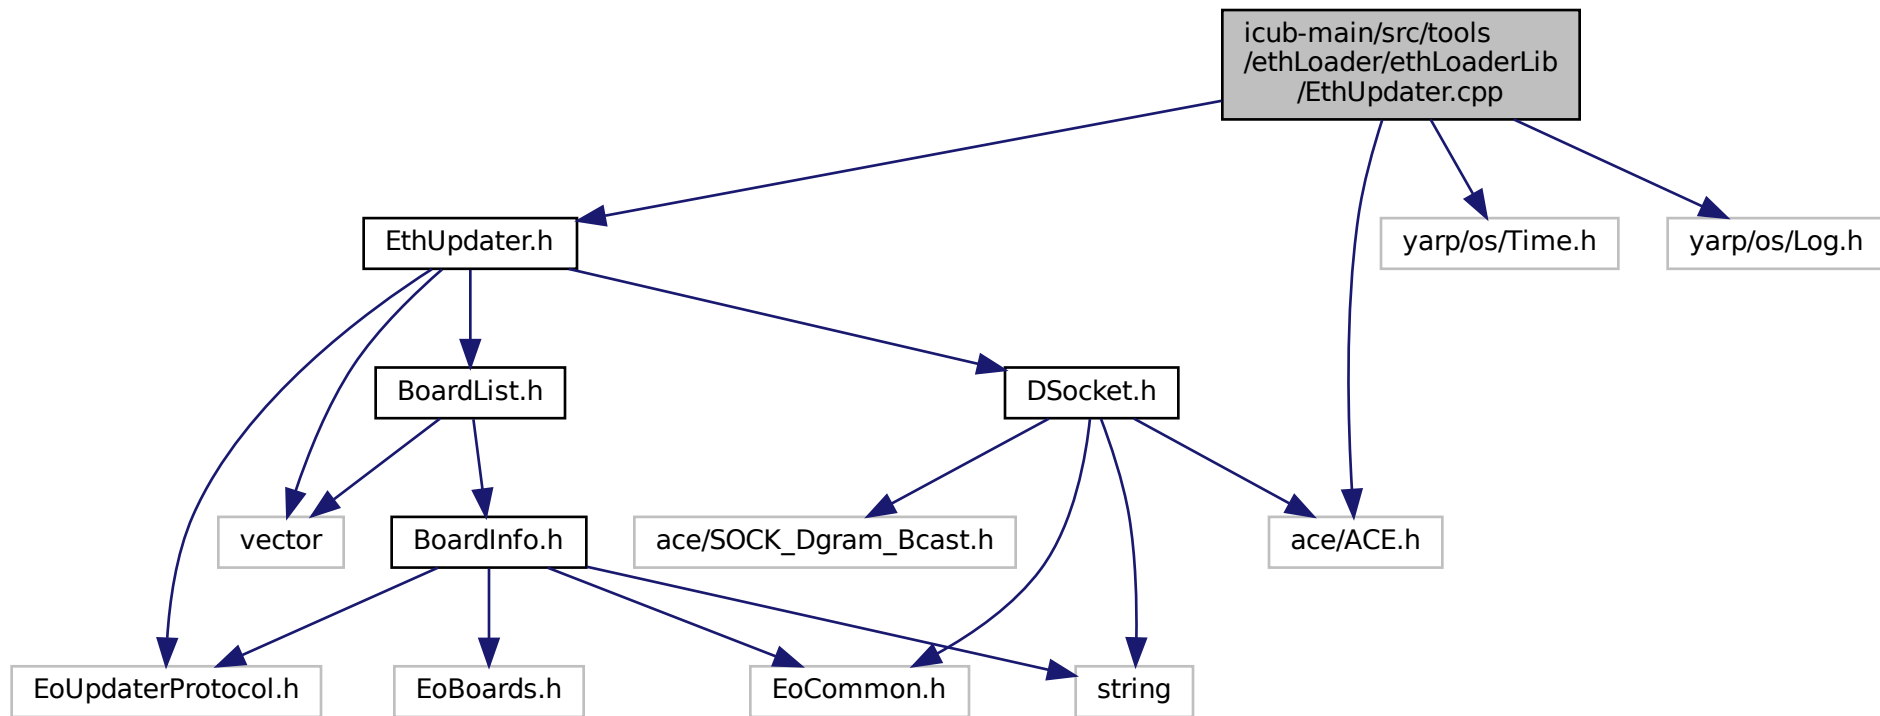 icub-main/src/tools
/ethLoader/ethLoaderLib
/EthUpdater.cpp
EthUpdater.h
yarp/os/Time.h
yarp/os/Log.h
BoardList.h
DSocket.h
vector
BoardInfo.h
ace/SOCK_Dgram_Bcast.h
ace/ACE.h
EoUpdaterProtocol.h
EoBoards.h
EoCommon.h
string